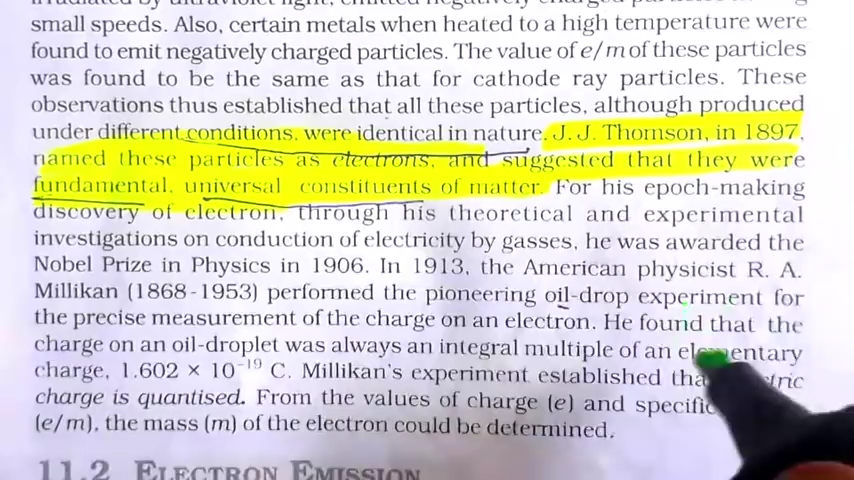 small speeds. Also, certain metals when heated to a high temperature were
found to emit negatively charged particles. The value of e/m of these particles
was found to be the same as that for cathode ray particles. These
observations thus established that all these particles, although produced
under different conditions, were identical in nature. J. J. Thomson, in 1897,
named these particles as electrons, and suggested that they were
fundamental, universal constituents of matter. For his epoch-making
discovery of electron, through his theoretical and experimental
investigations on conduction of electricity by gasses, he was awarded the
Nobel Prize in Physics in 1906. In 1913, the American physicist R. A.
Millikan (1868-1953) performed the pioneering oil-drop experiment for
the precise measurement of the charge on an electron. He found that the
charge on an oil-droplet was always an integral multiple of an elementary
charge, 1.602 × 10⁻¹⁹ C. Millikan's experiment established
charge is quantised. From the values of charge (e) and
(e/m), the mass (m) of the electron could be determined.
11.2 ELECTRON EMISSION